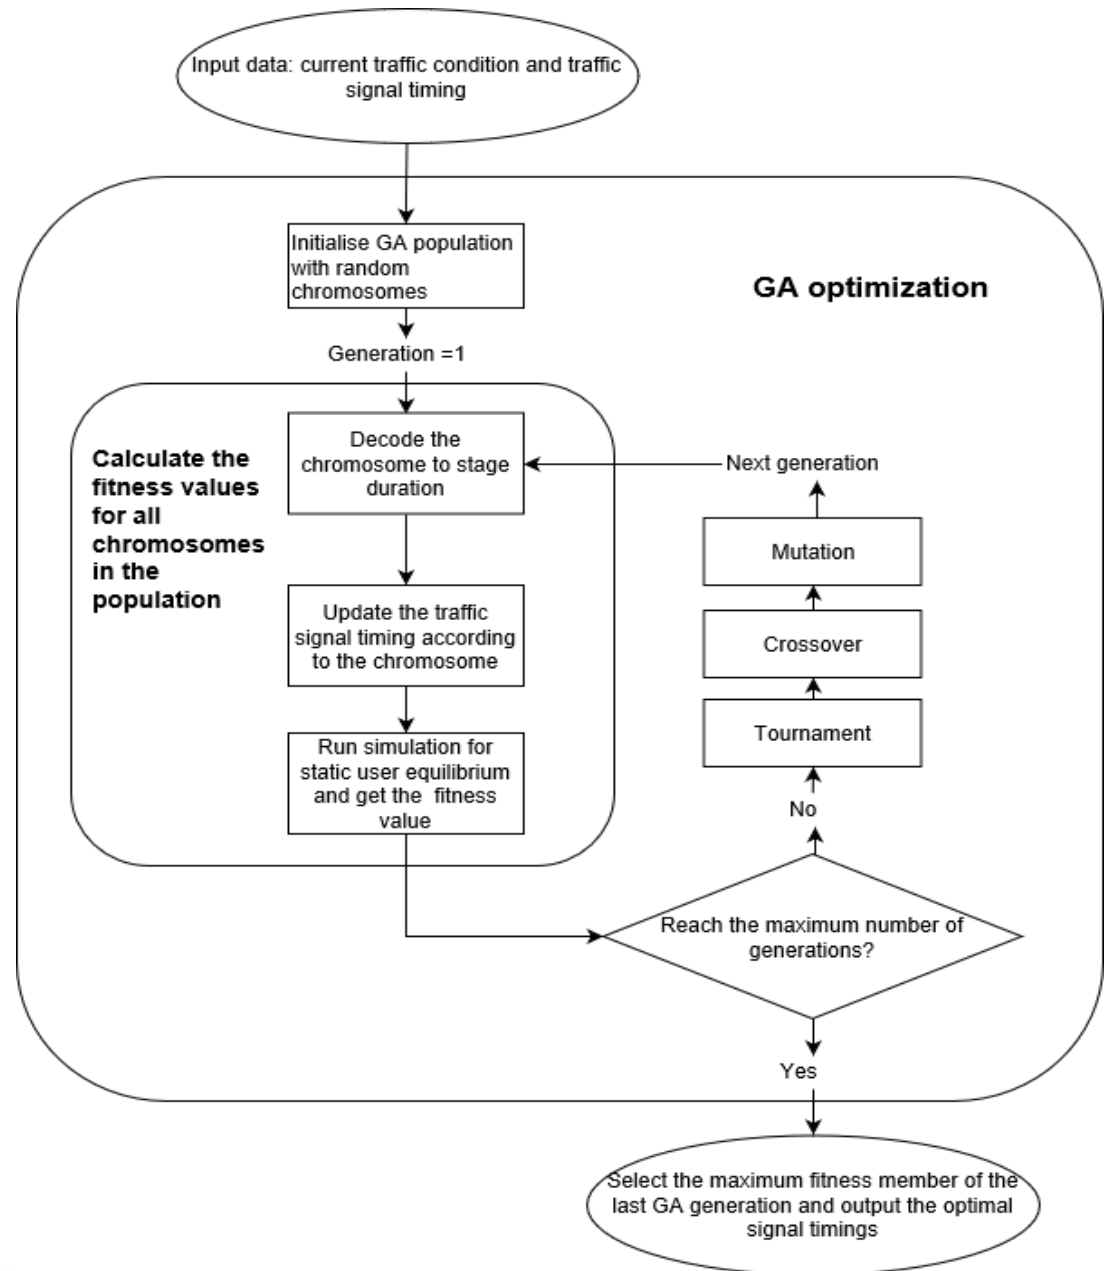 Input data: current traffic condition and traffic
signal timing
Initialise GA population
with random
chromosomes
GA optimization
Generation =1
Calculate the
fitness values
for all
chromosomes
in the
population
Decode the
chromosome to stage
duration
Next generation
Mutation
Update the traffic
signal timing according
to the chromosome
Crossover
Tournament
Run simulation for
static user equilibrium
and get the fitness
value
No
Reach the maximum number of
generations?
Yes
Select the maximum fitness member of the
last GA generation and output the optimal
signal timings